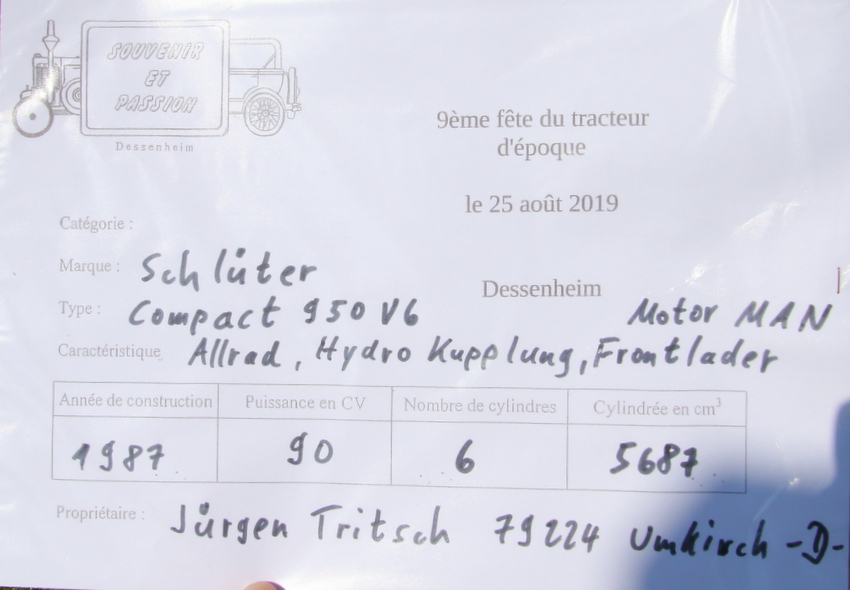 SOUVENIR
ET
PASSION
Dessenheim
9ème fête du tracteur
d'époque
le 25 août 2019
Catégorie :
Marque : Schlüter
Dessenheim
Type : Compact 950 V6 Motor MAN
Caractéristique Allrad, Hydro Kupplung, Frontlader
Année de construction Puissance en CV Nombre de cylindres Cylindrée en cm³
1987 90 6 5687
Propriétaire : Jürgen Tritsch 79224 Umkirch -D-